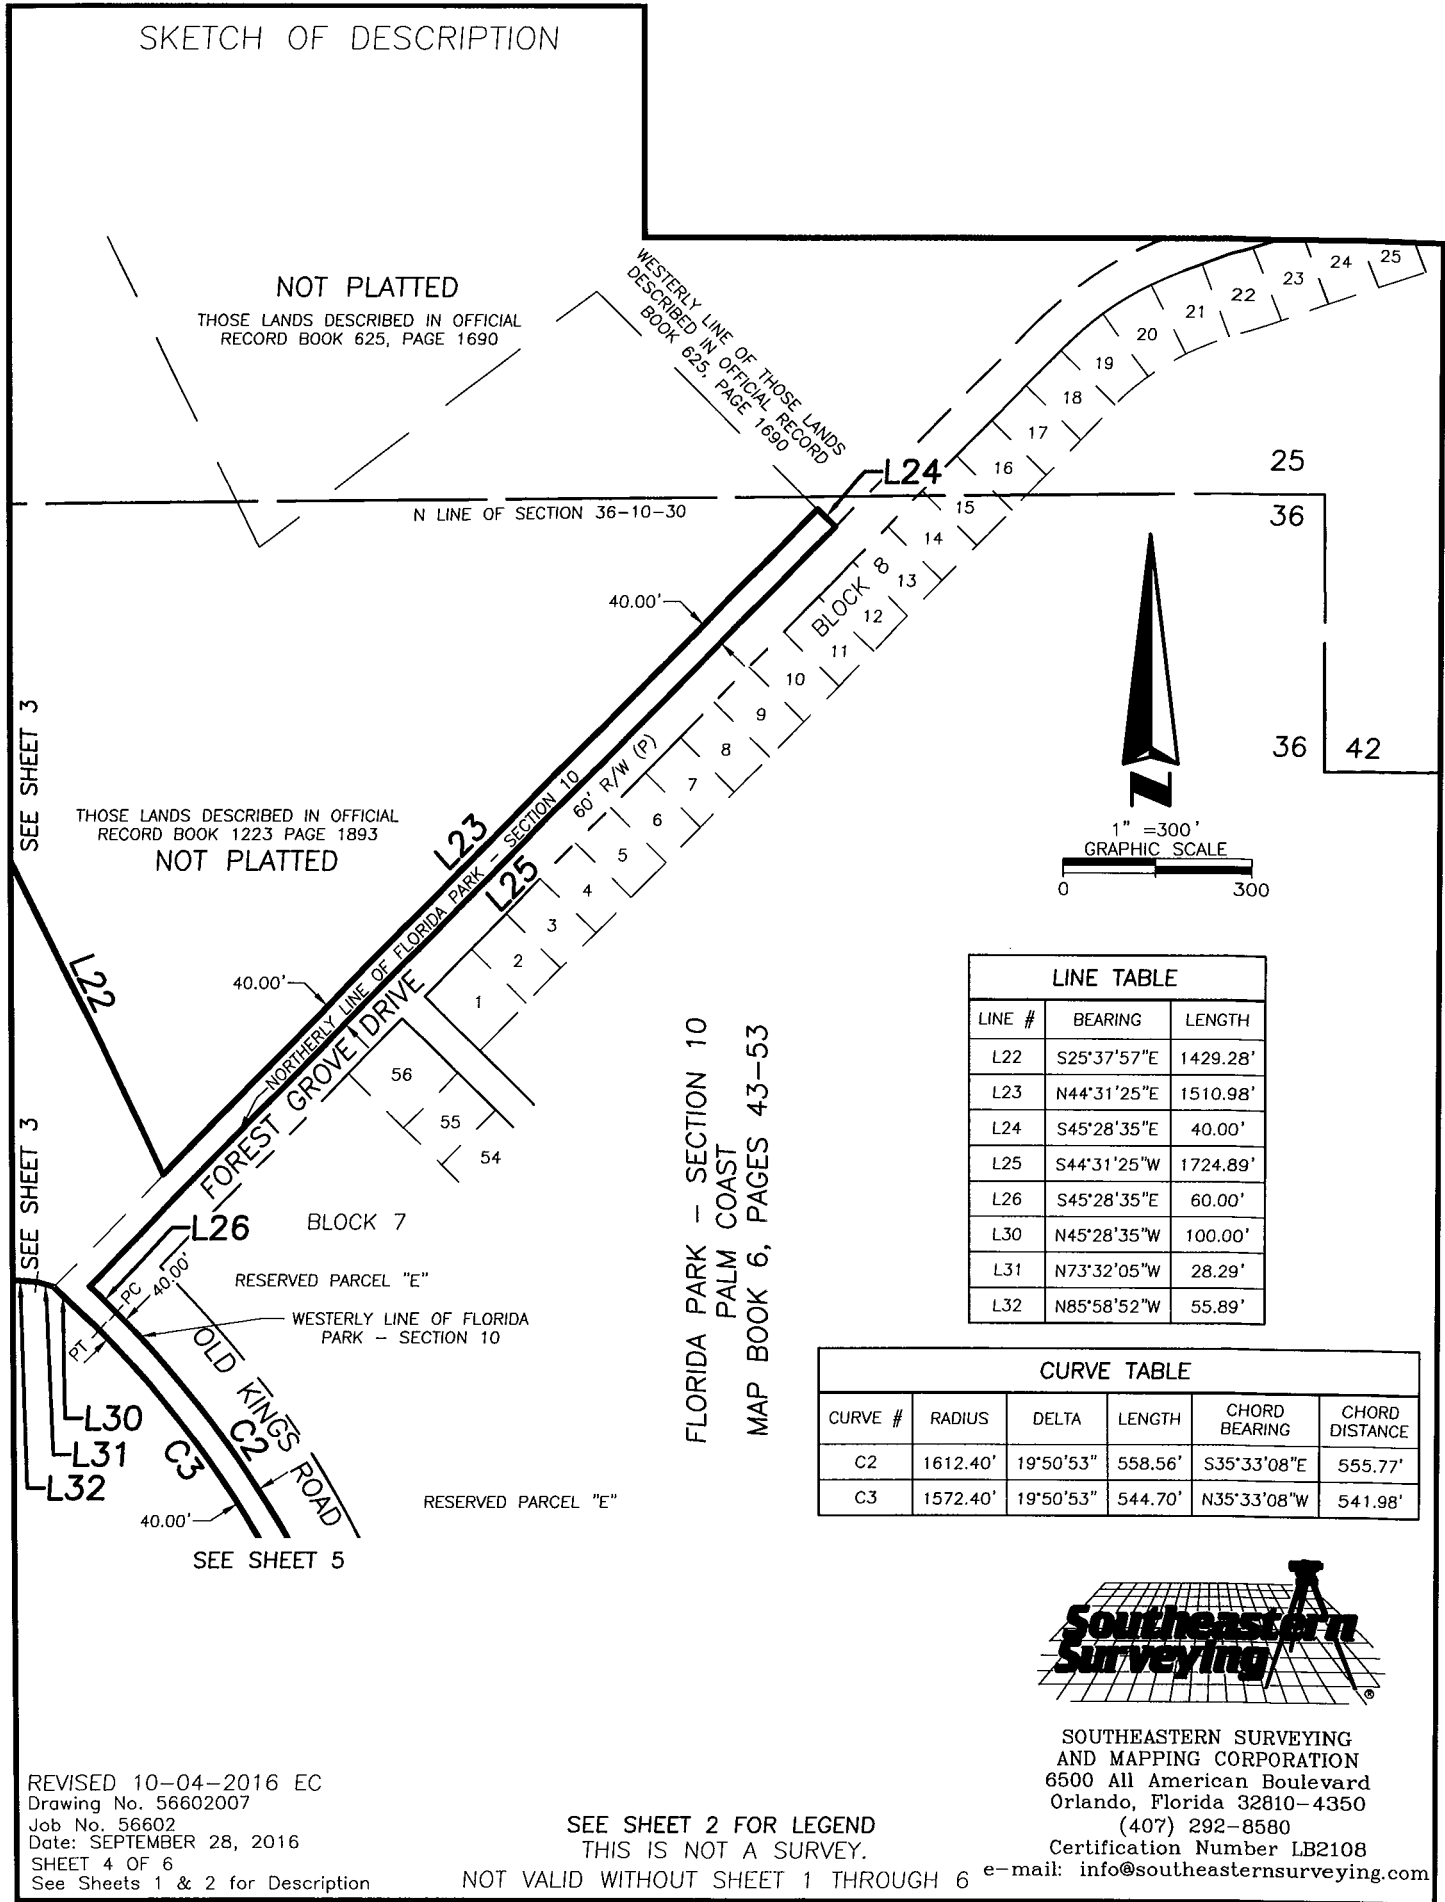 SKETCH OF DESCRIPTION
NOT PLATTED
THOSE LANDS DESCRIBED IN OFFICIAL
RECORD BOOK 625, PAGE 1690
WESTERLY LINE OF THOSE LANDS
DESCRIBED IN OFFICIAL RECORD
BOOK 625, PAGE 1690
25
24
23
22
21
20
19
18
17
16
15
14
13
12
11
10
9
8
7
6
5
4
3
2
1
BLOCK 8
L24
25
36
36
42
N LINE OF SECTION 36-10-30
40.00'
SEE SHEET 3
THOSE LANDS DESCRIBED IN OFFICIAL
RECORD BOOK 1223 PAGE 1893
NOT PLATTED
L23
L25
60' R/W (P)
NORTHERLY LINE OF FLORIDA PARK - SECTION 10
FOREST GROVE DRIVE
L22
40.00'
56
55
54
N
1" =300'
GRAPHIC SCALE
0 300
SEE SHEET 3
L26
BLOCK 7
RESERVED PARCEL "E"
PC
40.00'
PT
WESTERLY LINE OF FLORIDA
PARK - SECTION 10
OLD KINGS ROAD
L30
L31
L32
C3
C2
40.00'
RESERVED PARCEL "E"
SEE SHEET 5
FLORIDA PARK - SECTION 10
PALM COAST
MAP BOOK 6, PAGES 43-53
LINE TABLE
LINE # BEARING LENGTH
L22 S25°37'57"E 1429.28'
L23 N44°31'25"E 1510.98'
L24 S45°28'35"E 40.00'
L25 S44°31'25"W 1724.89'
L26 S45°28'35"E 60.00'
L30 N45°28'35"W 100.00'
L31 N73°32'05"W 28.29'
L32 N85°58'52"W 55.89'
CURVE TABLE
CURVE # RADIUS DELTA LENGTH CHORD BEARING CHORD DISTANCE
C2 1612.40' 19°50'53" 558.56' S35°33'08"E 555.77'
C3 1572.40' 19°50'53" 544.70' N35°33'08"W 541.98'
Southeastern
Surveying
®
SOUTHEASTERN SURVEYING
AND MAPPING CORPORATION
6500 All American Boulevard
Orlando, Florida 32810-4350
(407) 292-8580
Certification Number LB2108
e-mail: info@southeasternsurveying.com
REVISED 10-04-2016 EC
Drawing No. 56602007
Job No. 56602
Date: SEPTEMBER 28, 2016
SHEET 4 OF 6
See Sheets 1 & 2 for Description
SEE SHEET 2 FOR LEGEND
THIS IS NOT A SURVEY.
NOT VALID WITHOUT SHEET 1 THROUGH 6